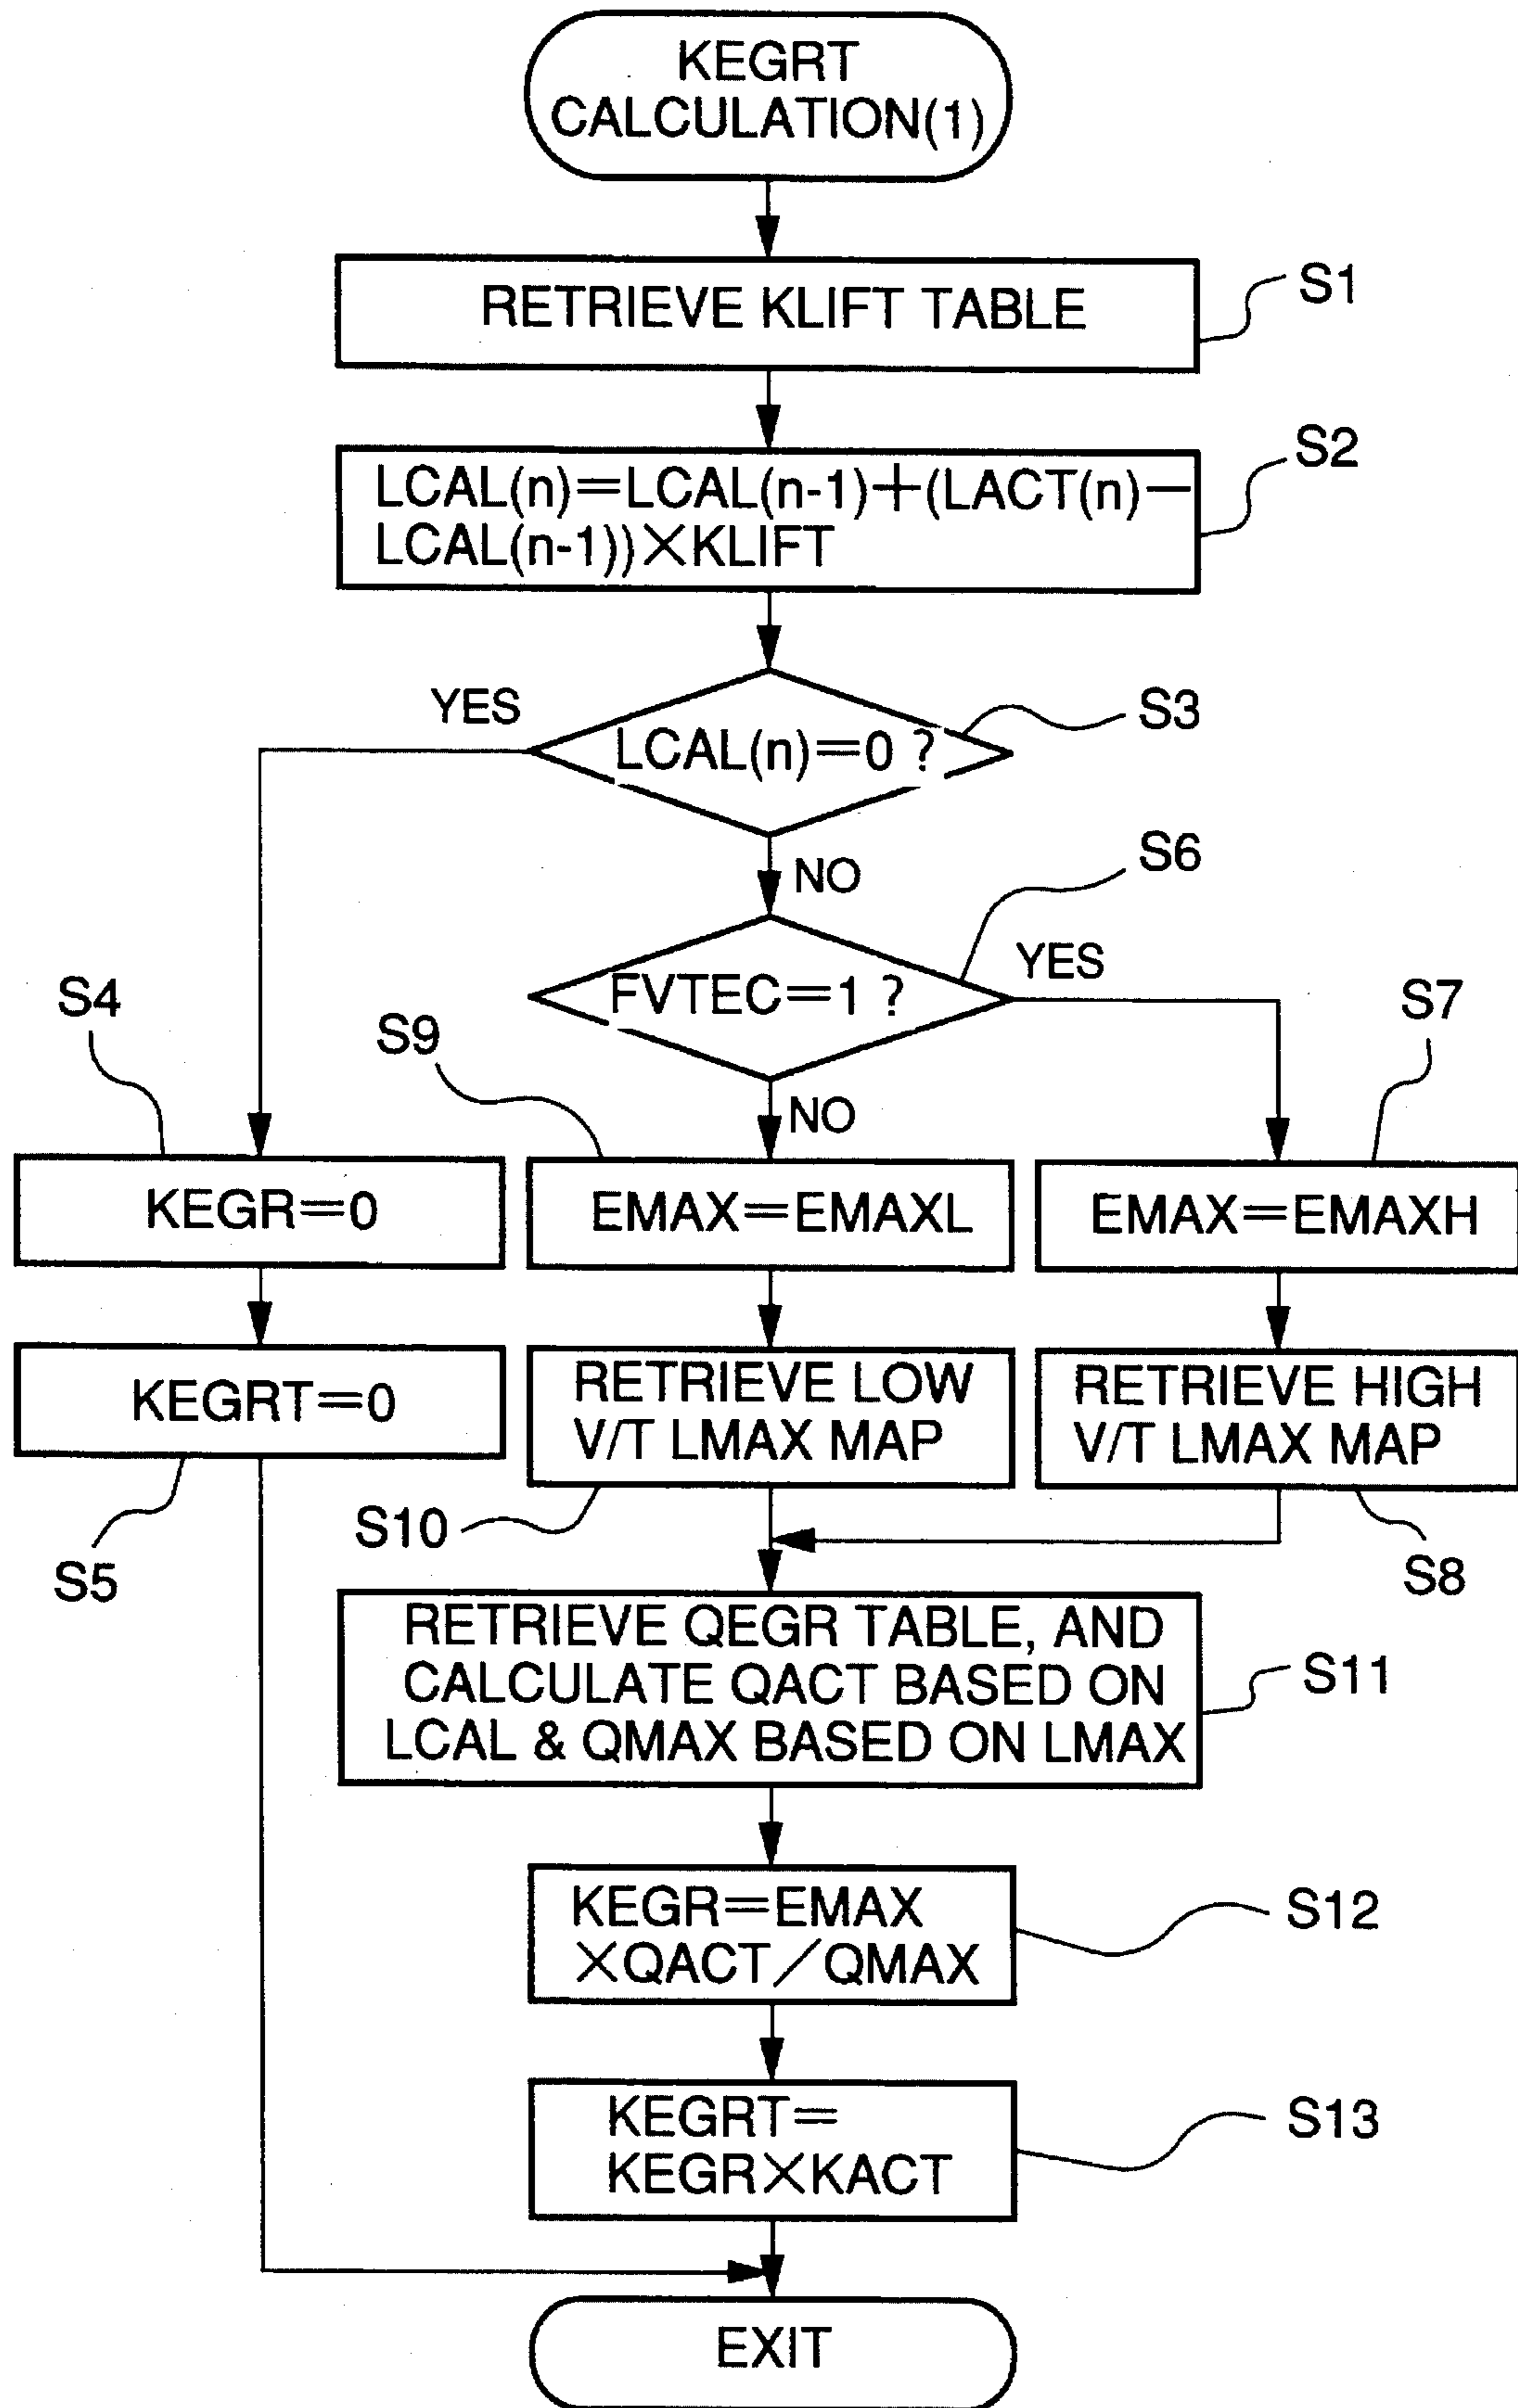 KEGRT
CALCULATION(1)
RETRIEVE KLIFT TABLE
S1
LCAL(n)=LCAL(n-1)+(LACT(n)-
LCAL(n-1))×KLIFT
S2
YES
LCAL(n)=0 ?
S3
NO
S6
FVTEC=1 ?
YES
S4
S9
S7
NO
KEGR=0
EMAX=EMAXL
EMAX=EMAXH
KEGRT=0
RETRIEVE LOW
V/T LMAX MAP
RETRIEVE HIGH
V/T LMAX MAP
S5
S10
S8
RETRIEVE QEGR TABLE, AND
CALCULATE QACT BASED ON
LCAL & QMAX BASED ON LMAX
S11
KEGR=EMAX
×QACT/QMAX
S12
KEGRT=
KEGR×KACT
S13
EXIT